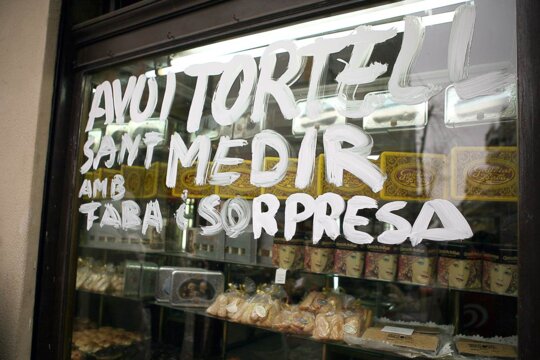 AVUI TORTELL
SANT MEDIR
AMB
FABA i SORPRESA